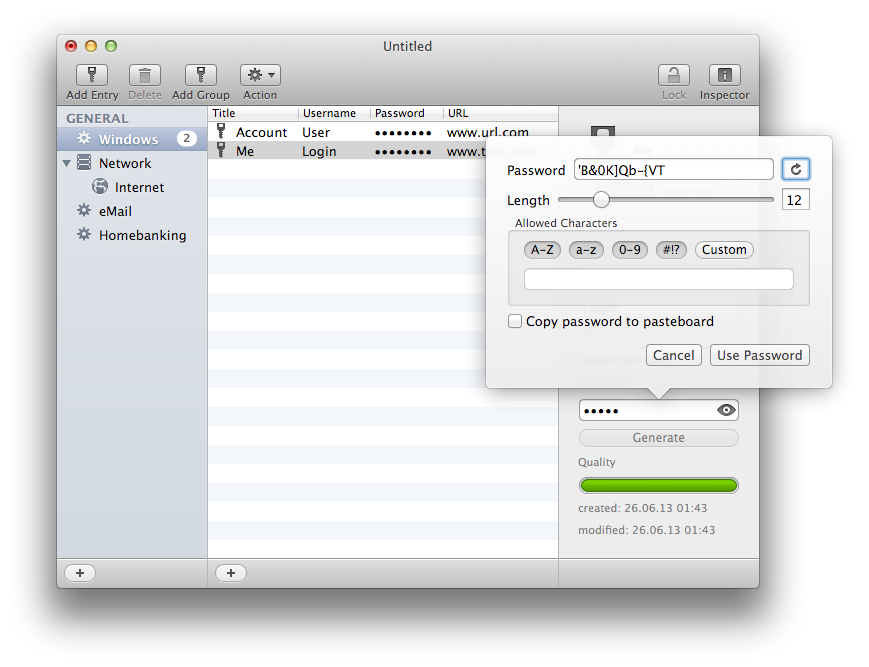 Untitled
Add Entry Delete Add Group Action Lock Inspector
GENERAL
Windows 2
Network
Internet
eMail
Homebanking
Title Username Password URL
Account User •••••••• www.url.com
Me Login ••••••••
Password 'B&0K]Qb~{VT
Length 12
Allowed Characters
A-Z a-z 0-9 #!? Custom
Copy password to pasteboard
Cancel Use Password
•••••
Generate
Quality
created: 26.06.13 01:43
modified: 26.06.13 01:43